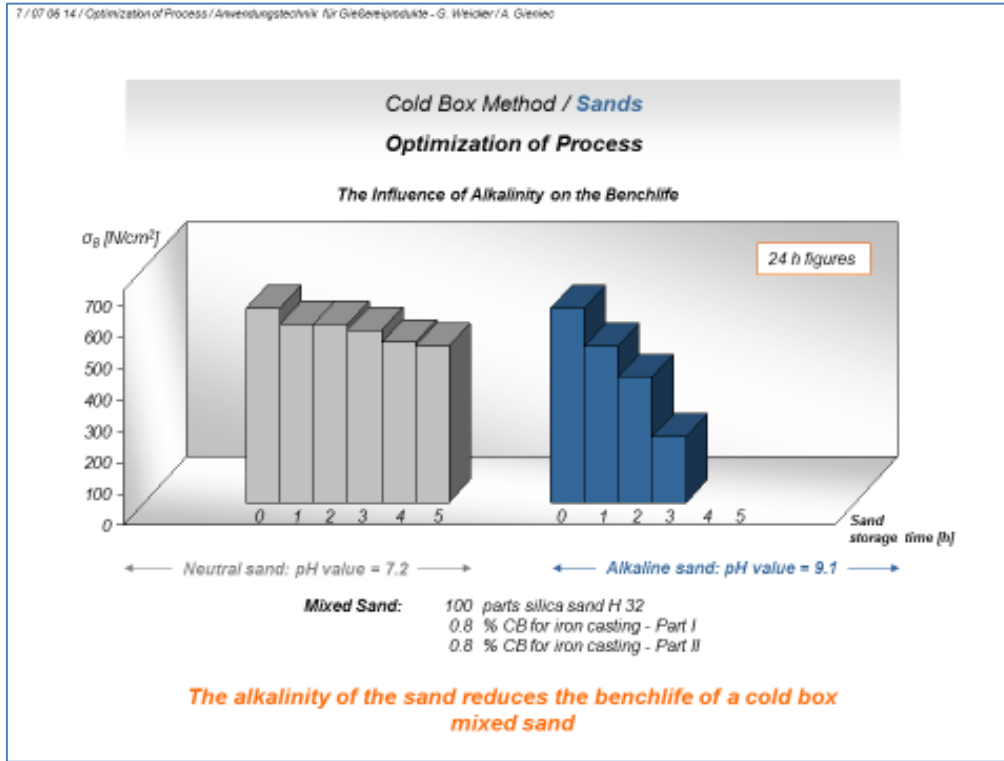 7 / 07 06 14 / Optimization of Process / Anwendungstechnik für Gießereiprodukte - G. Weicker / A. Gieniec
Cold Box Method / Sands
Optimization of Process
The Influence of Alkalinity on the Benchlife
σB [N/cm²]
24 h figures
700
600
500
400
300
200
100
0
0 1 2 3 4 5
0 1 2 3 4 5
Sand
storage time [h]
Neutral sand: pH value = 7.2
Alkaline sand: pH value = 9.1
Mixed Sand: 100 parts silica sand H 32
0.8 % CB for iron casting - Part I
0.8 % CB for iron casting - Part II
The alkalinity of the sand reduces the benchlife of a cold box
mixed sand